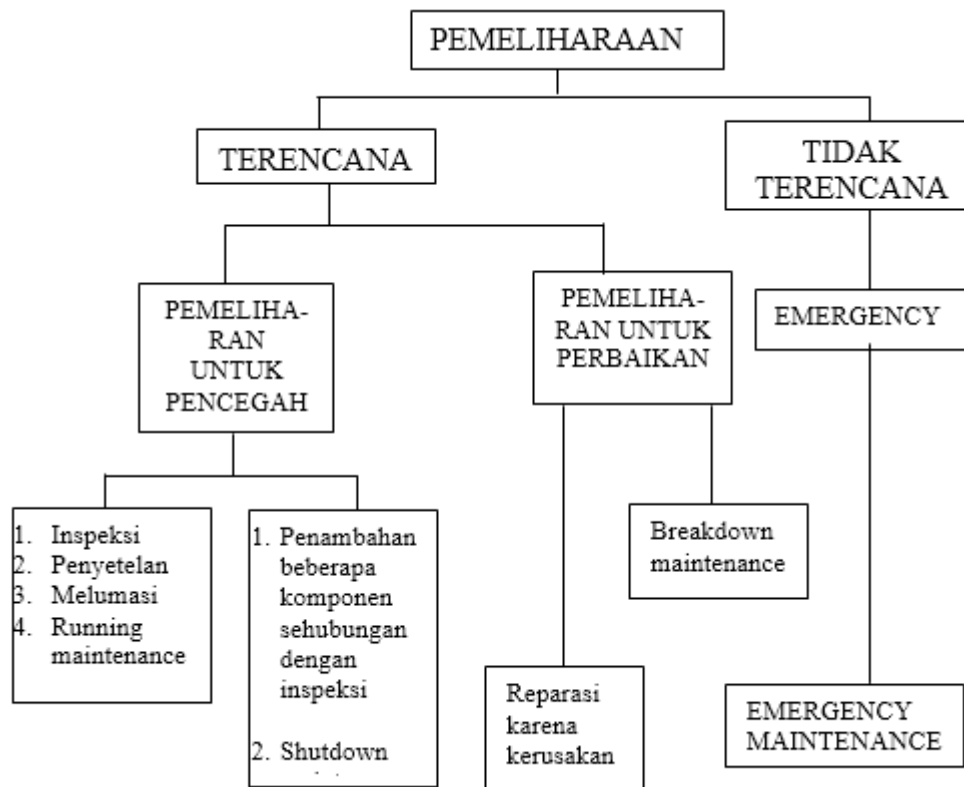 PEMELIHARAAN
TERENCANA
TIDAK
TERENCANA
PEMELIHA-
RAN
UNTUK
PENCEGAH
PEMELIHA-
RAN UNTUK
PERBAIKAN
EMERGENCY
1. Inspeksi
2. Penyetelan
3. Melumasi
4. Running
maintenance
1. Penambahan
beberapa
komponen
sehubungan
dengan
inspeksi
2. Shutdown
Breakdown
maintenance
Reparasi
karena
kerusakan
EMERGENCY
MAINTENANCE